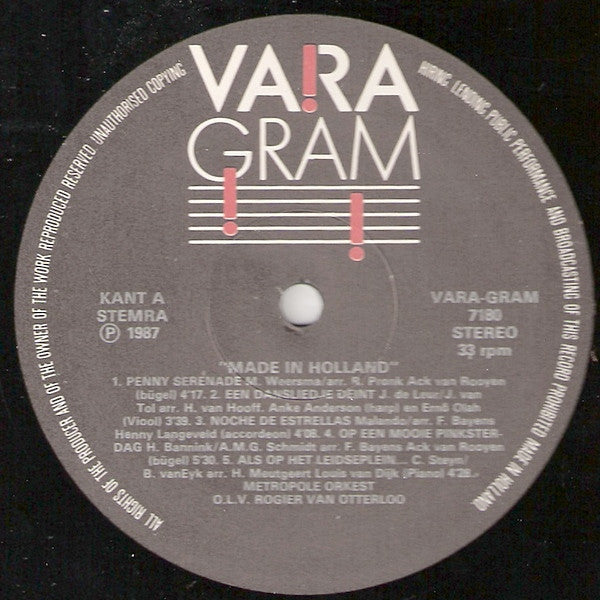 VARA
GRAM
ALL RIGHTS OF THE PRODUCER AND OF THE OWNER OF THE WORK REPRODUCED RESERVED UNAUTHORISED COPYING
HIRING LENDING PUBLIC PERFORMANCE AND BROADCASTING OF THIS RECORD PROHIBITED MADE IN HOLLAND.
KANT A
STEMRA
Ⓟ 1987
VARA-GRAM
7180
STEREO
33 rpm
"MADE IN HOLLAND"
1. PENNY SERENADE M. Weersma/arr. R. Pronk Ack van Rooyen
(bügel) 4'17. 2. EEN DANSLIEDJE DEINT J. de Leur/J. van
Tol arr. H. van Hooff. Anke Anderson (harp) en Ernö Olah
(Viool) 3'39. 3. NOCHE DE ESTRELLAS Malando/arr. F. Bayens
Henny Langeveld (accordeon) 4'08. 4. OP EEN MOOIE PINKSTER-
DAG H. Bannink/A.M.G. Schmidt arr. F. Bayens Ack van Rooyen
(bügel) 5'30. 5. ALS OP HET LEIDSEPLEIN. C. Steyn/
B. vanEyk arr. H. Meutgeert Louis van Dijk (Piano) 4'28.
METROPOLE ORKEST
O.L.V. ROGIER VAN OTTERLOO